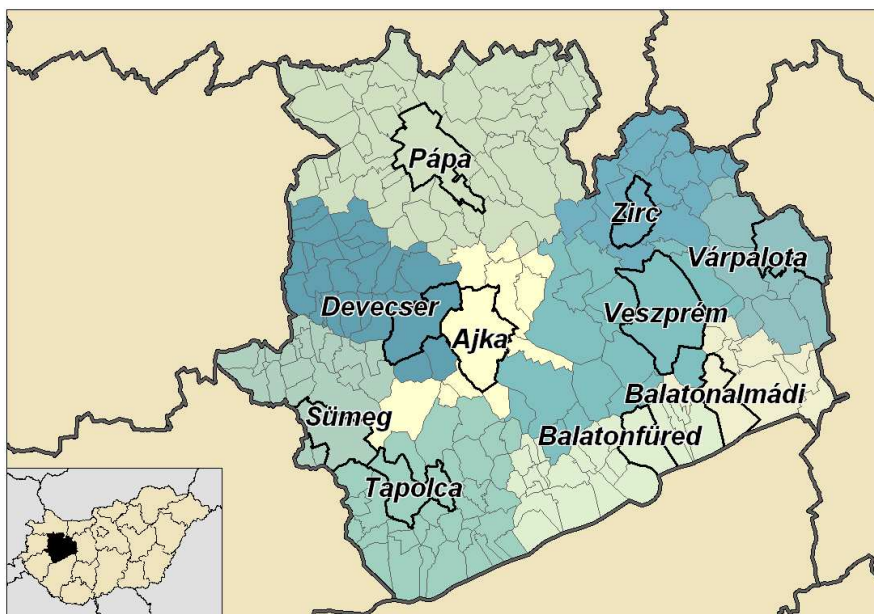 Pápa
Zirc
Várpalota
Devecser
Veszprém
Ajka
Balatonalmádi
Sümeg
Balatonfüred
Tapolca